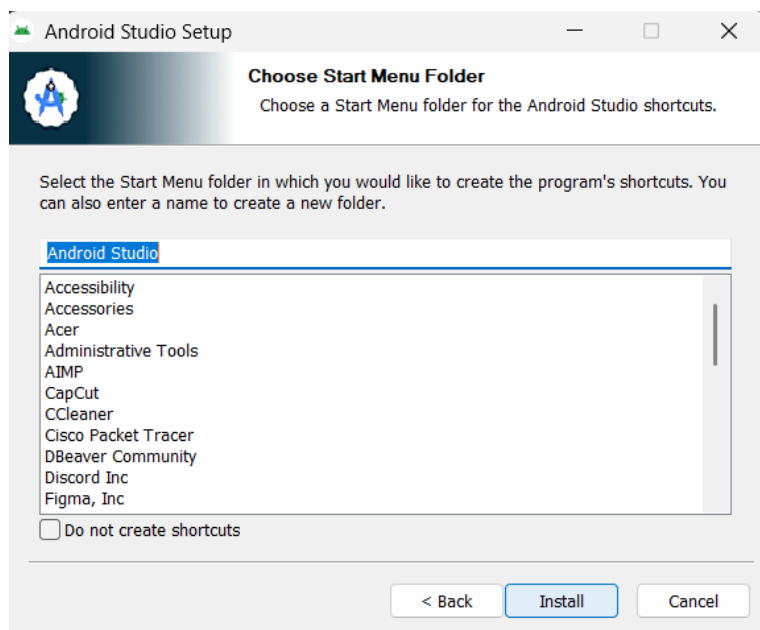 Android Studio Setup
Choose Start Menu Folder
Choose a Start Menu folder for the Android Studio shortcuts.
Select the Start Menu folder in which you would like to create the program's shortcuts. You
can also enter a name to create a new folder.
Android Studio
Accessibility
Accessories
Acer
Administrative Tools
AIMP
CapCut
CCleaner
Cisco Packet Tracer
DBeaver Community
Discord Inc
Figma, Inc
Do not create shortcuts
< Back Install Cancel